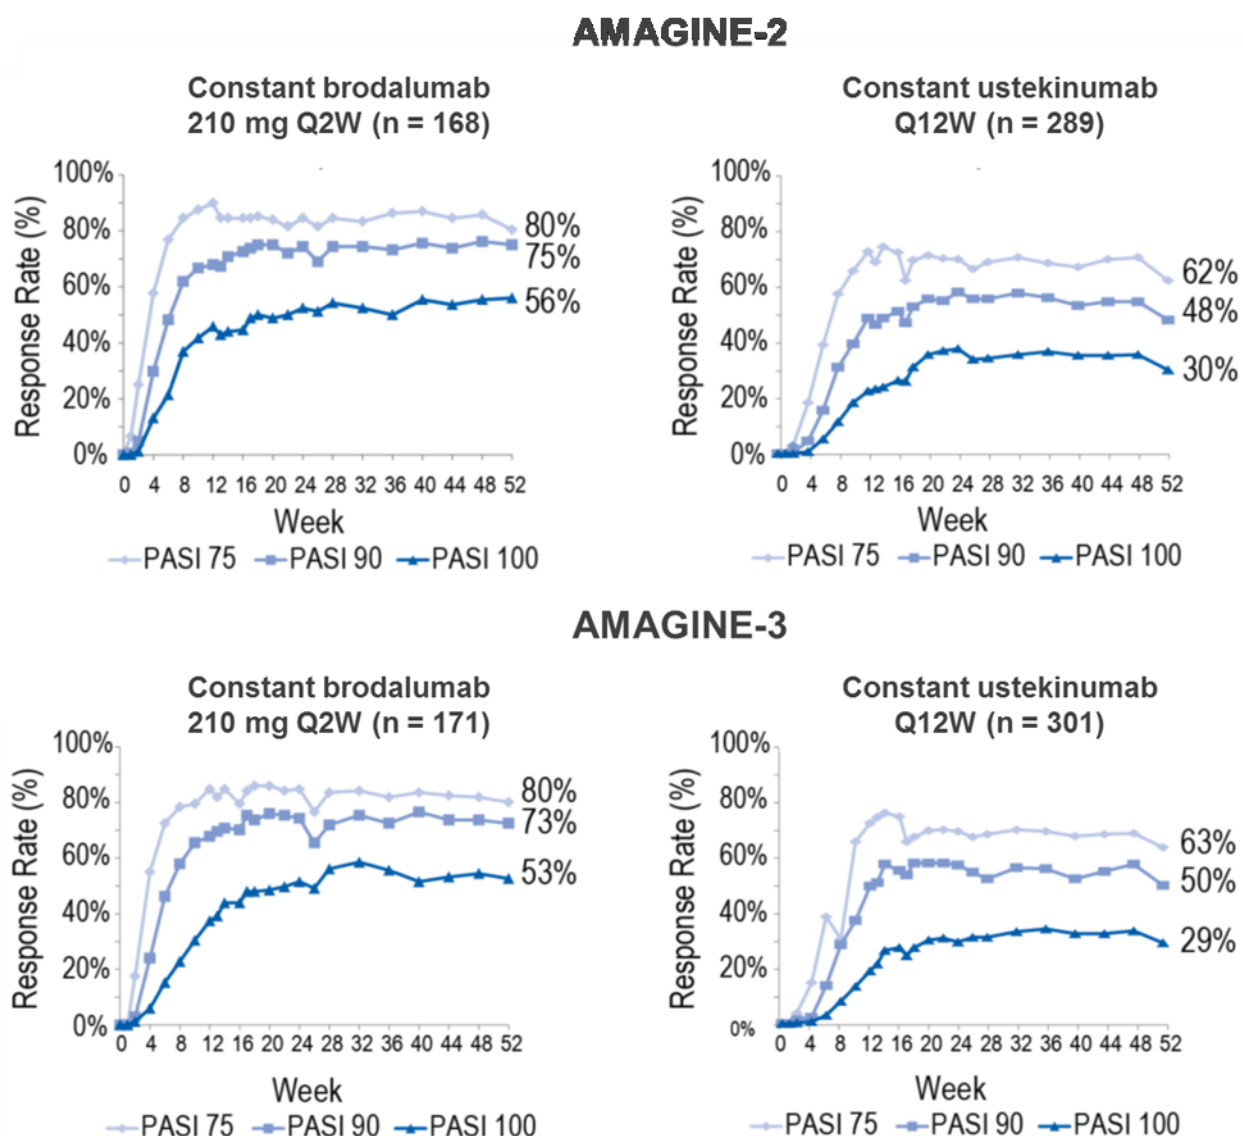 AMAGINE-2
Constant brodalumab
210 mg Q2W (n = 168)
100%
80%
60%
40%
20%
0%
Response Rate (%)
80%
75%
56%
0 4 8 12 16 20 24 28 32 36 40 44 48 52
Week
PASI 75 PASI 90 PASI 100
Constant ustekinumab
Q12W (n = 289)
100%
80%
60%
40%
20%
0%
Response Rate (%)
62%
48%
30%
0 4 8 12 16 20 24 28 32 36 40 44 48 52
Week
PASI 75 PASI 90 PASI 100
AMAGINE-3
Constant brodalumab
210 mg Q2W (n = 171)
100%
80%
60%
40%
20%
0%
Response Rate (%)
80%
73%
53%
0 4 8 12 16 20 24 28 32 36 40 44 48 52
Week
PASI 75 PASI 90 PASI 100
Constant ustekinumab
Q12W (n = 301)
100%
80%
60%
40%
20%
0%
Response Rate (%)
63%
50%
29%
0 4 8 12 16 20 24 28 32 36 40 44 48 52
Week
PASI 75 PASI 90 PASI 100